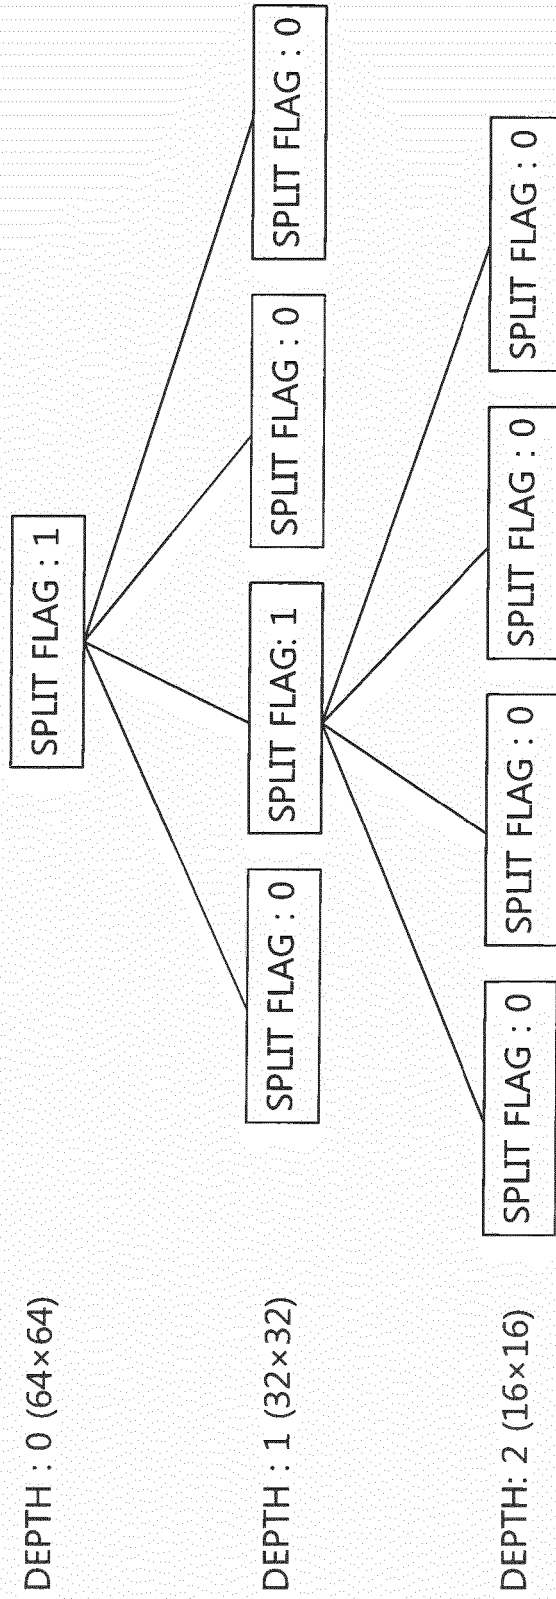 DEPTH : 0 (64×64)
SPLIT FLAG : 1
DEPTH : 1 (32×32)
SPLIT FLAG : 0
SPLIT FLAG: 1
SPLIT FLAG : 0
SPLIT FLAG : 0
DEPTH: 2 (16×16)
SPLIT FLAG : 0
SPLIT FLAG : 0
SPLIT FLAG : 0
SPLIT FLAG : 0